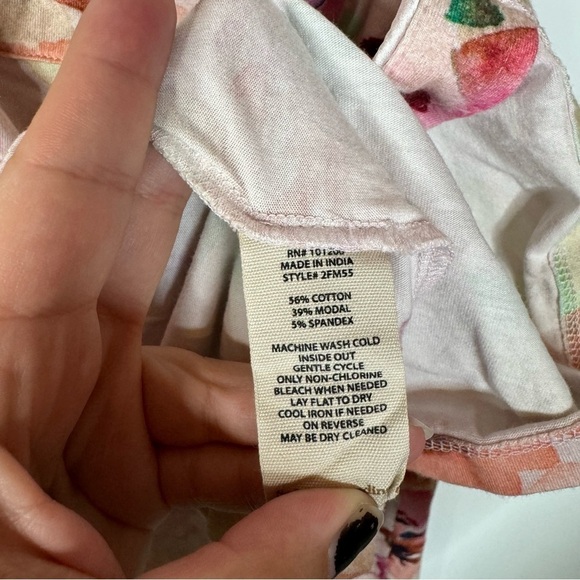 RN# 101286
MADE IN INDIA
STYLE# 2FM55
56% COTTON
39% MODAL
5% SPANDEX
MACHINE WASH COLD
INSIDE OUT
GENTLE CYCLE
ONLY NON-CHLORINE
BLEACH WHEN NEEDED
LAY FLAT TO DRY
COOL IRON IF NEEDED
ON REVERSE
MAY BE DRY CLEANED